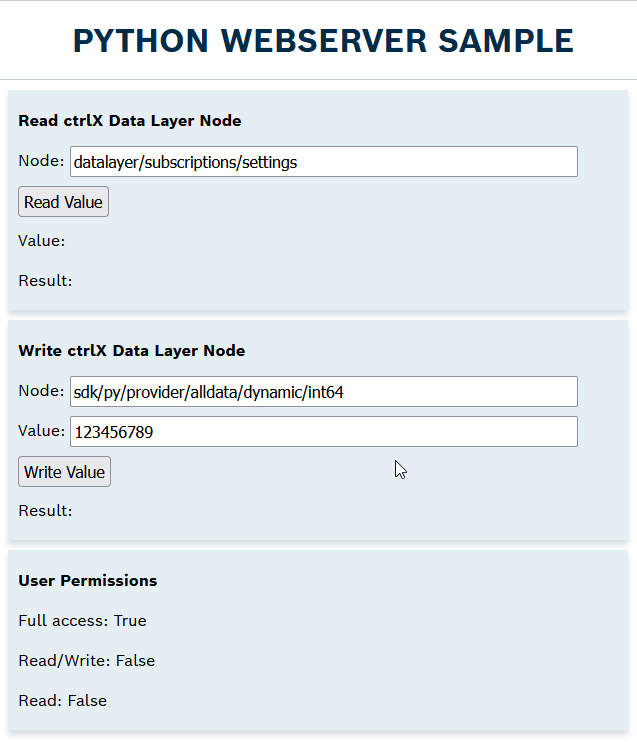 PYTHON WEBSERVER SAMPLE
Read ctrlX Data Layer Node
Node: datalayer/subscriptions/settings
Read Value
Value:
Result:
Write ctrlX Data Layer Node
Node: sdk/py/provider/alldata/dynamic/int64
Value: 123456789
Write Value
Result:
User Permissions
Full access: True
Read/Write: False
Read: False